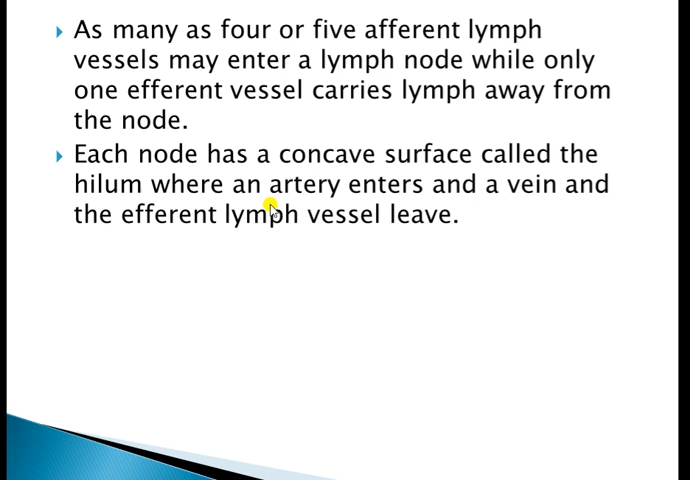 As many as four or five afferent lymph
vessels may enter a lymph node while only
one efferent vessel carries lymph away from
the node.
Each node has a concave surface called the
hilum where an artery enters and a vein and
the efferent lymph vessel leave.